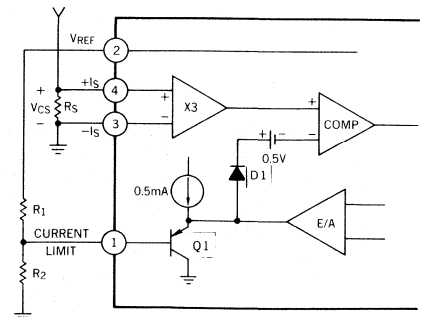 VREF
2
+
+IS
4
+
X3
+
VCS
RS
COMP
-
-IS
3
-
+
-
-
0.5V
D1
0.5mA
R1
E/A
CURRENT
LIMIT
1
Q1
R2